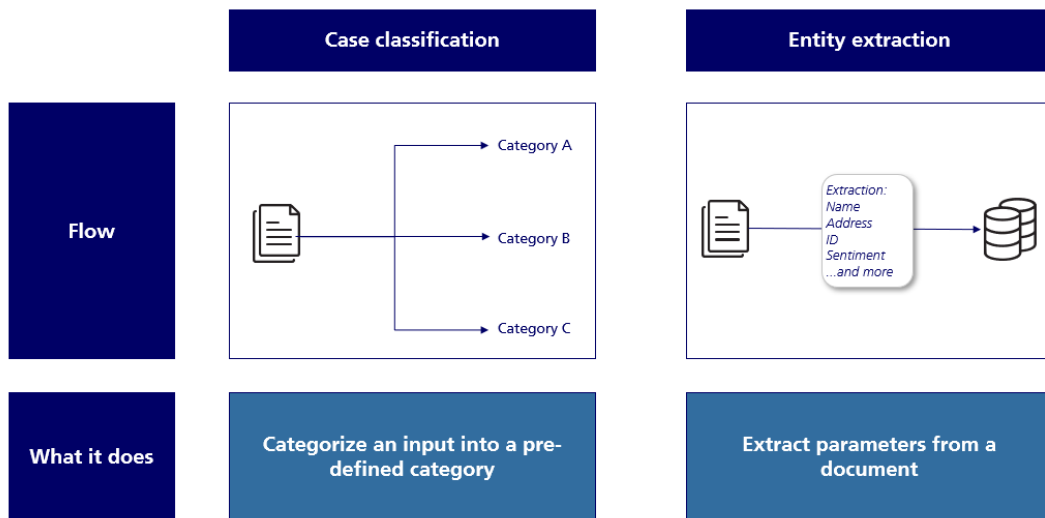 Case classification
Entity extraction
Flow
Category A
Category B
Category C
Extraction:
Name
Address
ID
Sentiment
...and more
What it does
Categorize an input into a pre-
defined category
Extract parameters from a
document